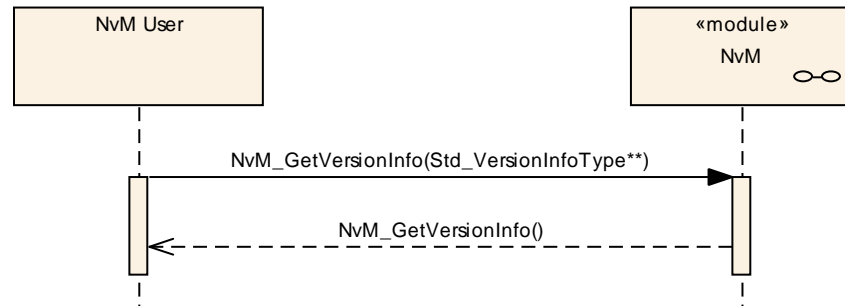 NvM User
«module»
NvM
NvM_GetVersionInfo(Std_VersionInfoType**)
NvM_GetVersionInfo()